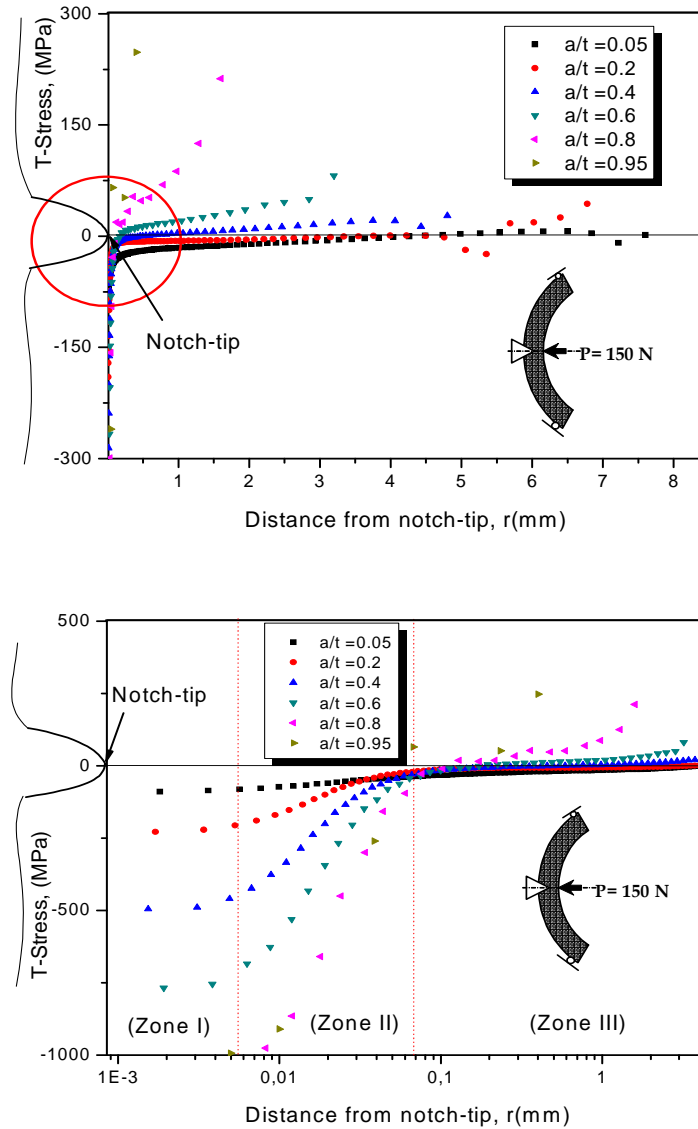 300
150
0
-150
-300
T-Stress, (MPa)
a/t =0.05
a/t =0.2
a/t =0.4
a/t =0.6
a/t =0.8
a/t =0.95
Notch-tip
P= 150 N
1 2 3 4 5 6 7 8
Distance from notch-tip, r(mm)
500
0
-500
-1000
T-Stress, (MPa)
a/t =0.05
a/t =0.2
a/t =0.4
a/t =0.6
a/t =0.8
a/t =0.95
Notch-tip
P= 150 N
(Zone I) (Zone II) (Zone III)
1E-3 0,01 0,1 1
Distance from notch-tip, r(mm)